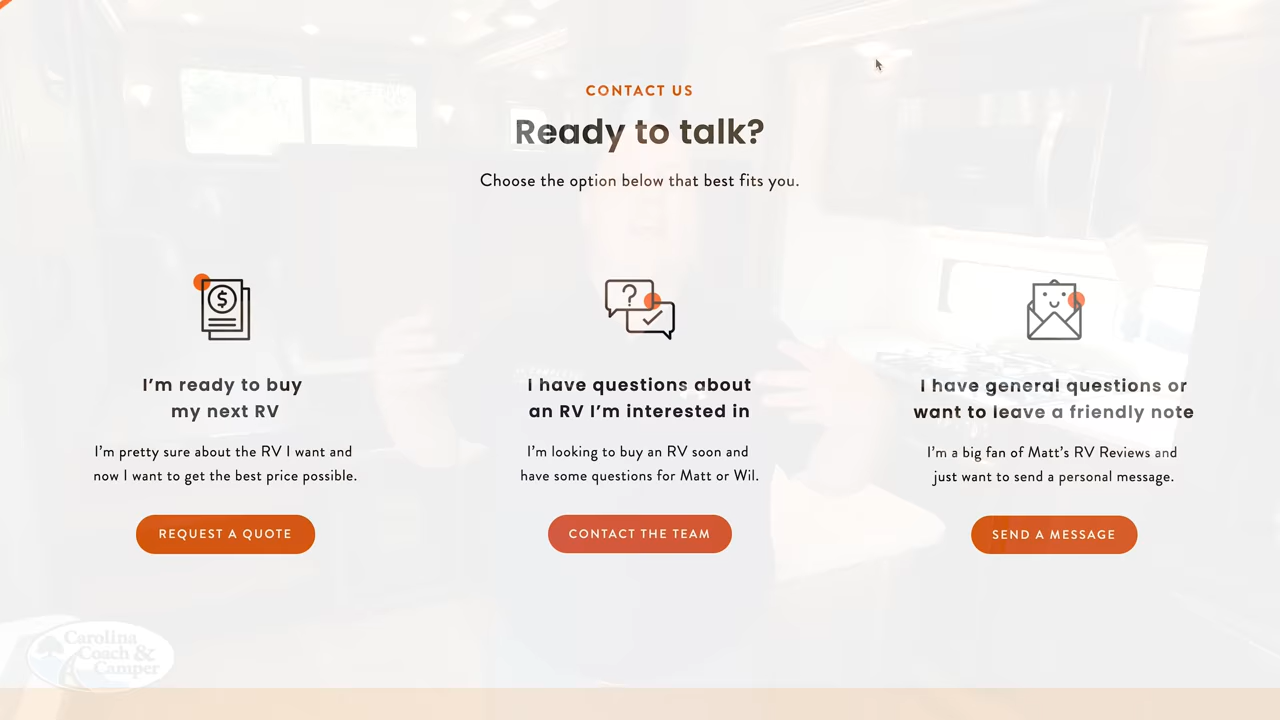 CONTACT US
Ready to talk?
Choose the option below that best fits you.
$
?
I'm ready to buy
my next RV
I'm pretty sure about the RV I want and
now I want to get the best price possible.
REQUEST A QUOTE
I have questions about
an RV I'm interested in
I'm looking to buy an RV soon and
have some questions for Matt or Wil.
CONTACT THE TEAM
I have general questions or
want to leave a friendly note
I'm a big fan of Matt's RV Reviews and
just want to send a personal message.
SEND A MESSAGE
Carolina
Coach &
Camper